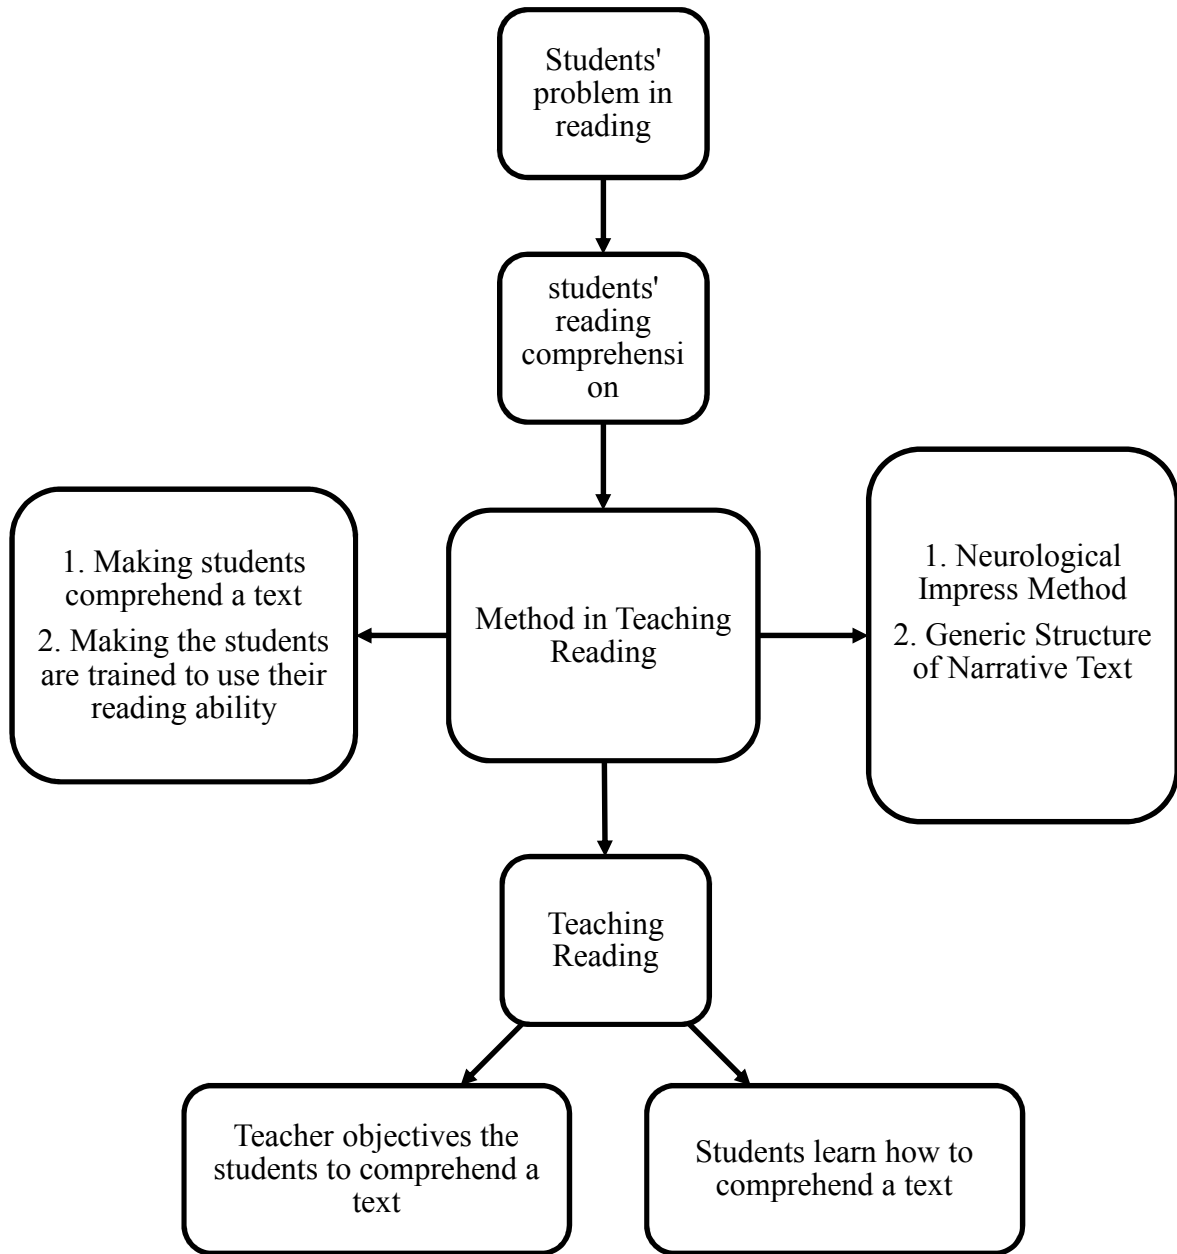 Students'
problem in
reading
students'
reading
comprehensi
on
1. Making students
comprehend a text
2. Making the students
are trained to use their
reading ability
Method in Teaching
Reading
1. Neurological
Impress Method
2. Generic Structure
of Narrative Text
Teaching
Reading
Teacher objectives the
students to comprehend a
text
Students learn how to
comprehend a text